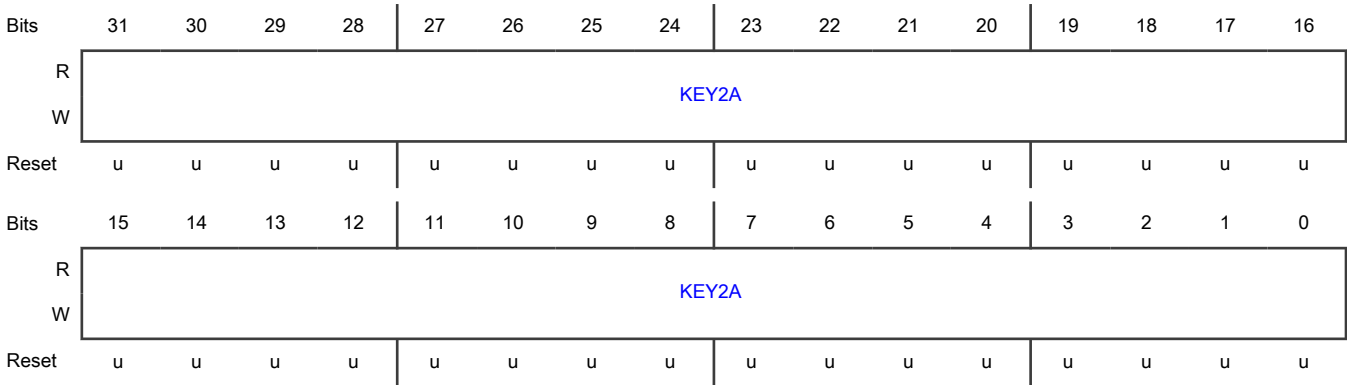 Bits 31 30 29 28 27 26 25 24 23 22 21 20 19 18 17 16
R
KEY2A
W
Reset u u u u u u u u u u u u u u u u
Bits 15 14 13 12 11 10 9 8 7 6 5 4 3 2 1 0
R
KEY2A
W
Reset u u u u u u u u u u u u u u u u